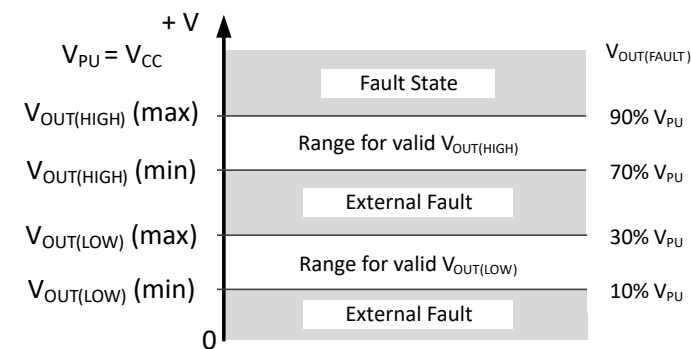 + V
V_PU = V_CC
V_OUT(FAULT)
Fault State
V_OUT(HIGH) (max)
90% V_PU
Range for valid V_OUT(HIGH)
V_OUT(HIGH) (min)
70% V_PU
External Fault
V_OUT(LOW) (max)
30% V_PU
Range for valid V_OUT(LOW)
V_OUT(LOW) (min)
10% V_PU
External Fault
0